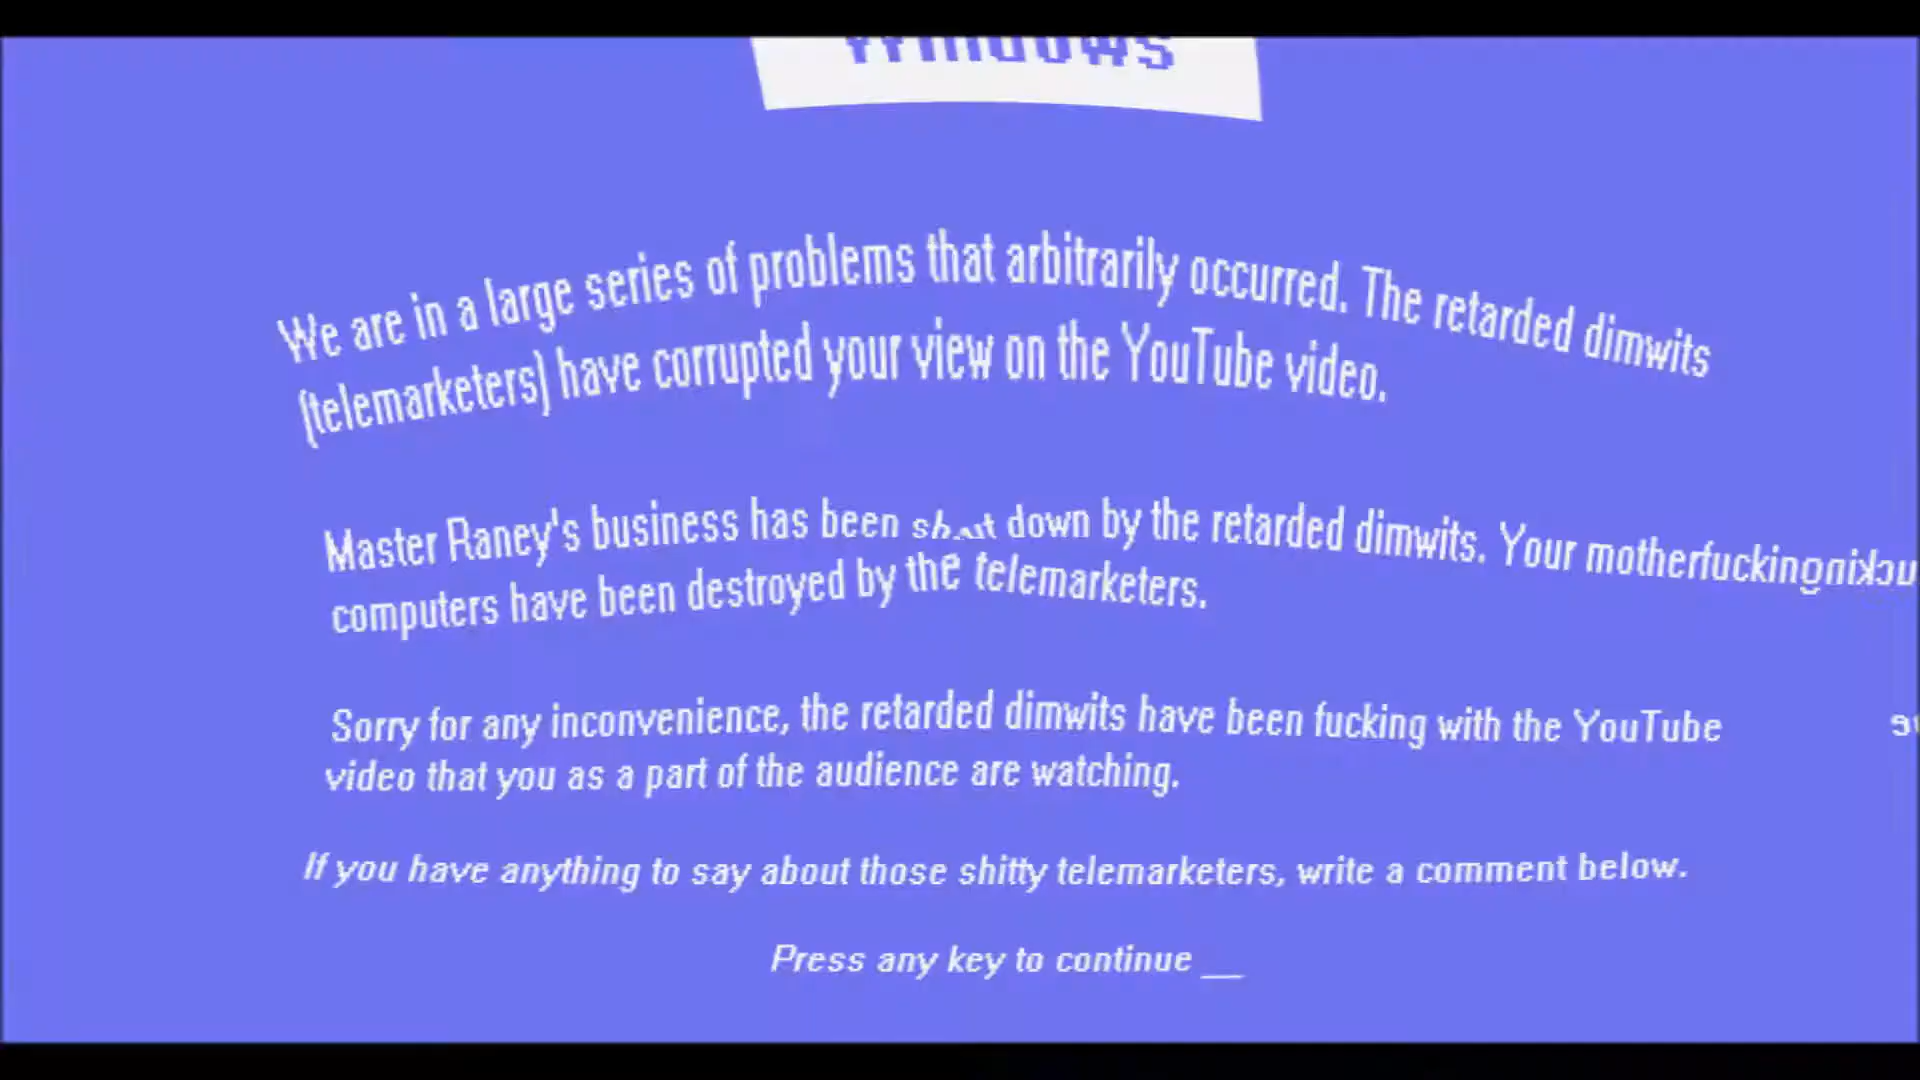 Windows
We are in a large series of problems that arbitrarily occurred. The retarded dimwits
(telemarketers) have corrupted your view on the YouTube video.
Master Raney's business has been shut down by the retarded dimwits. Your motherfucking
computers have been destroyed by the telemarketers.
Sorry for any inconvenience, the retarded dimwits have been fucking with the YouTube
video that you as a part of the audience are watching.
If you have anything to say about those shitty telemarketers, write a comment below.
Press any key to continue __